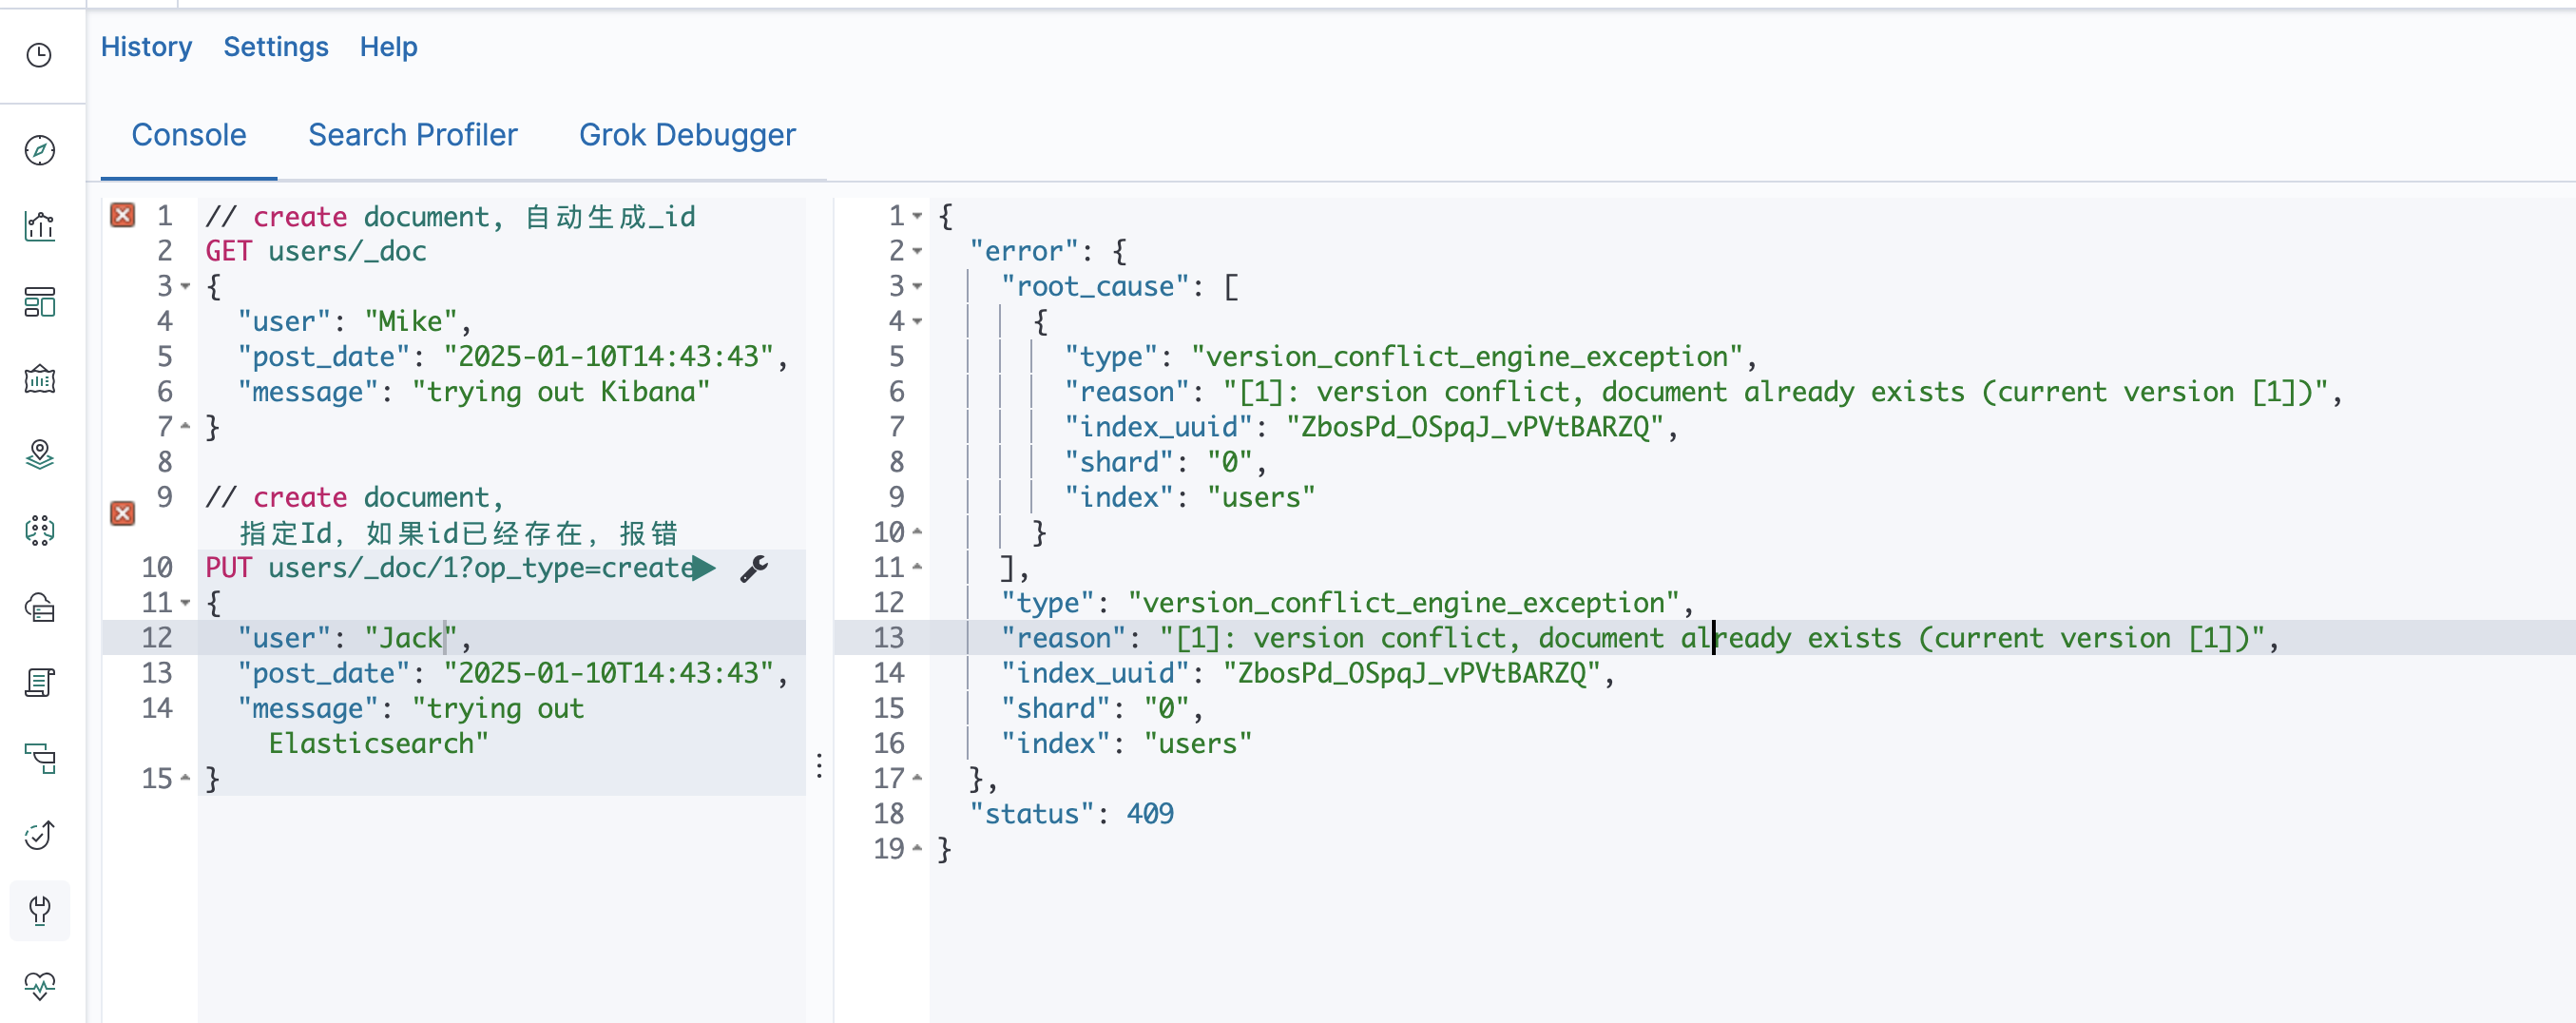 History Settings Help
Console Search Profiler Grok Debugger
1 // create document, 自动生成_id
2 GET users/_doc
3 {
4 "user": "Mike",
5 "post_date": "2025-01-10T14:43:43",
6 "message": "trying out Kibana"
7 }
8
9 // create document,
指定Id, 如果id已经存在, 报错
10 PUT users/_doc/1?op_type=create
11 {
12 "user": "Jack",
13 "post_date": "2025-01-10T14:43:43",
14 "message": "trying out
Elasticsearch"
15 }
1 {
2 "error": {
3 "root_cause": [
4 {
5 "type": "version_conflict_engine_exception",
6 "reason": "[1]: version conflict, document already exists (current version [1])",
7 "index_uuid": "ZbosPd_OSpqJ_vPVtBARZQ",
8 "shard": "0",
9 "index": "users"
10 }
11 ],
12 "type": "version_conflict_engine_exception",
13 "reason": "[1]: version conflict, document already exists (current version [1])",
14 "index_uuid": "ZbosPd_OSpqJ_vPVtBARZQ",
15 "shard": "0",
16 "index": "users"
17 },
18 "status": 409
19 }